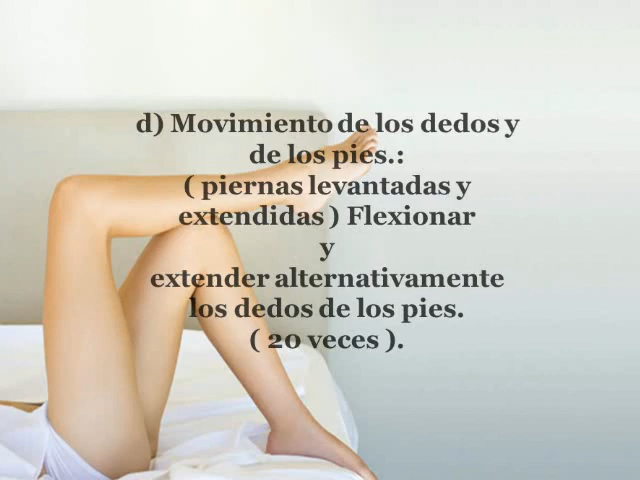 d) Movimiento de los dedos y
de los pies.:
( piernas levantadas y
extendidas ) Flexionar
y
extender alternativamente
los dedos de los pies.
( 20 veces ).